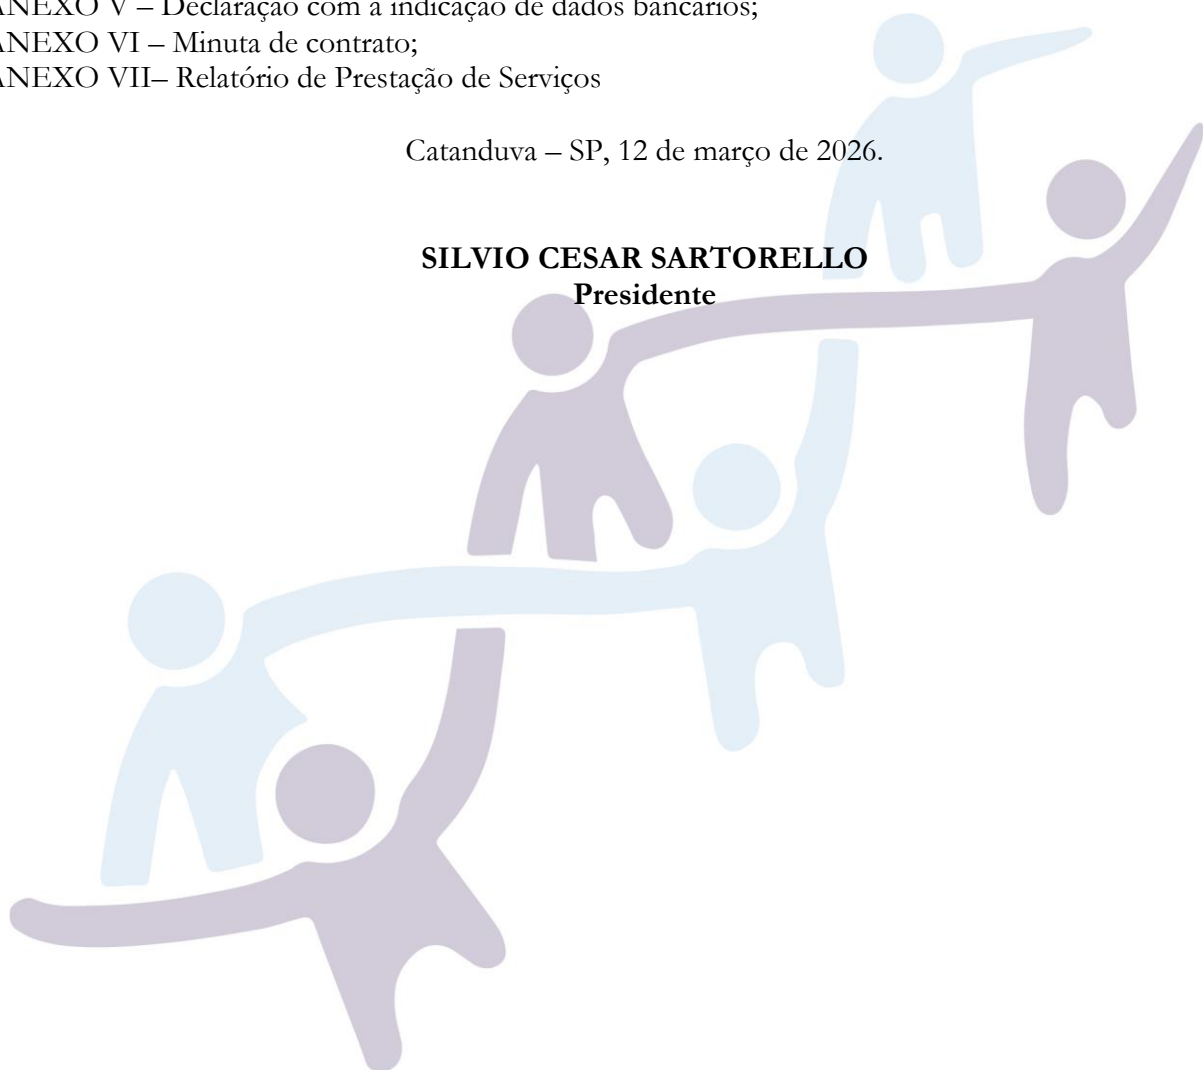 ANEXO V – Declaração com a indicação de dados bancários;
ANEXO VI – Minuta de contrato;
ANEXO VII– Relatório de Prestação de Serviços
Catanduva – SP, 12 de março de 2026.
SILVIO CESAR SARTORELLO
Presidente